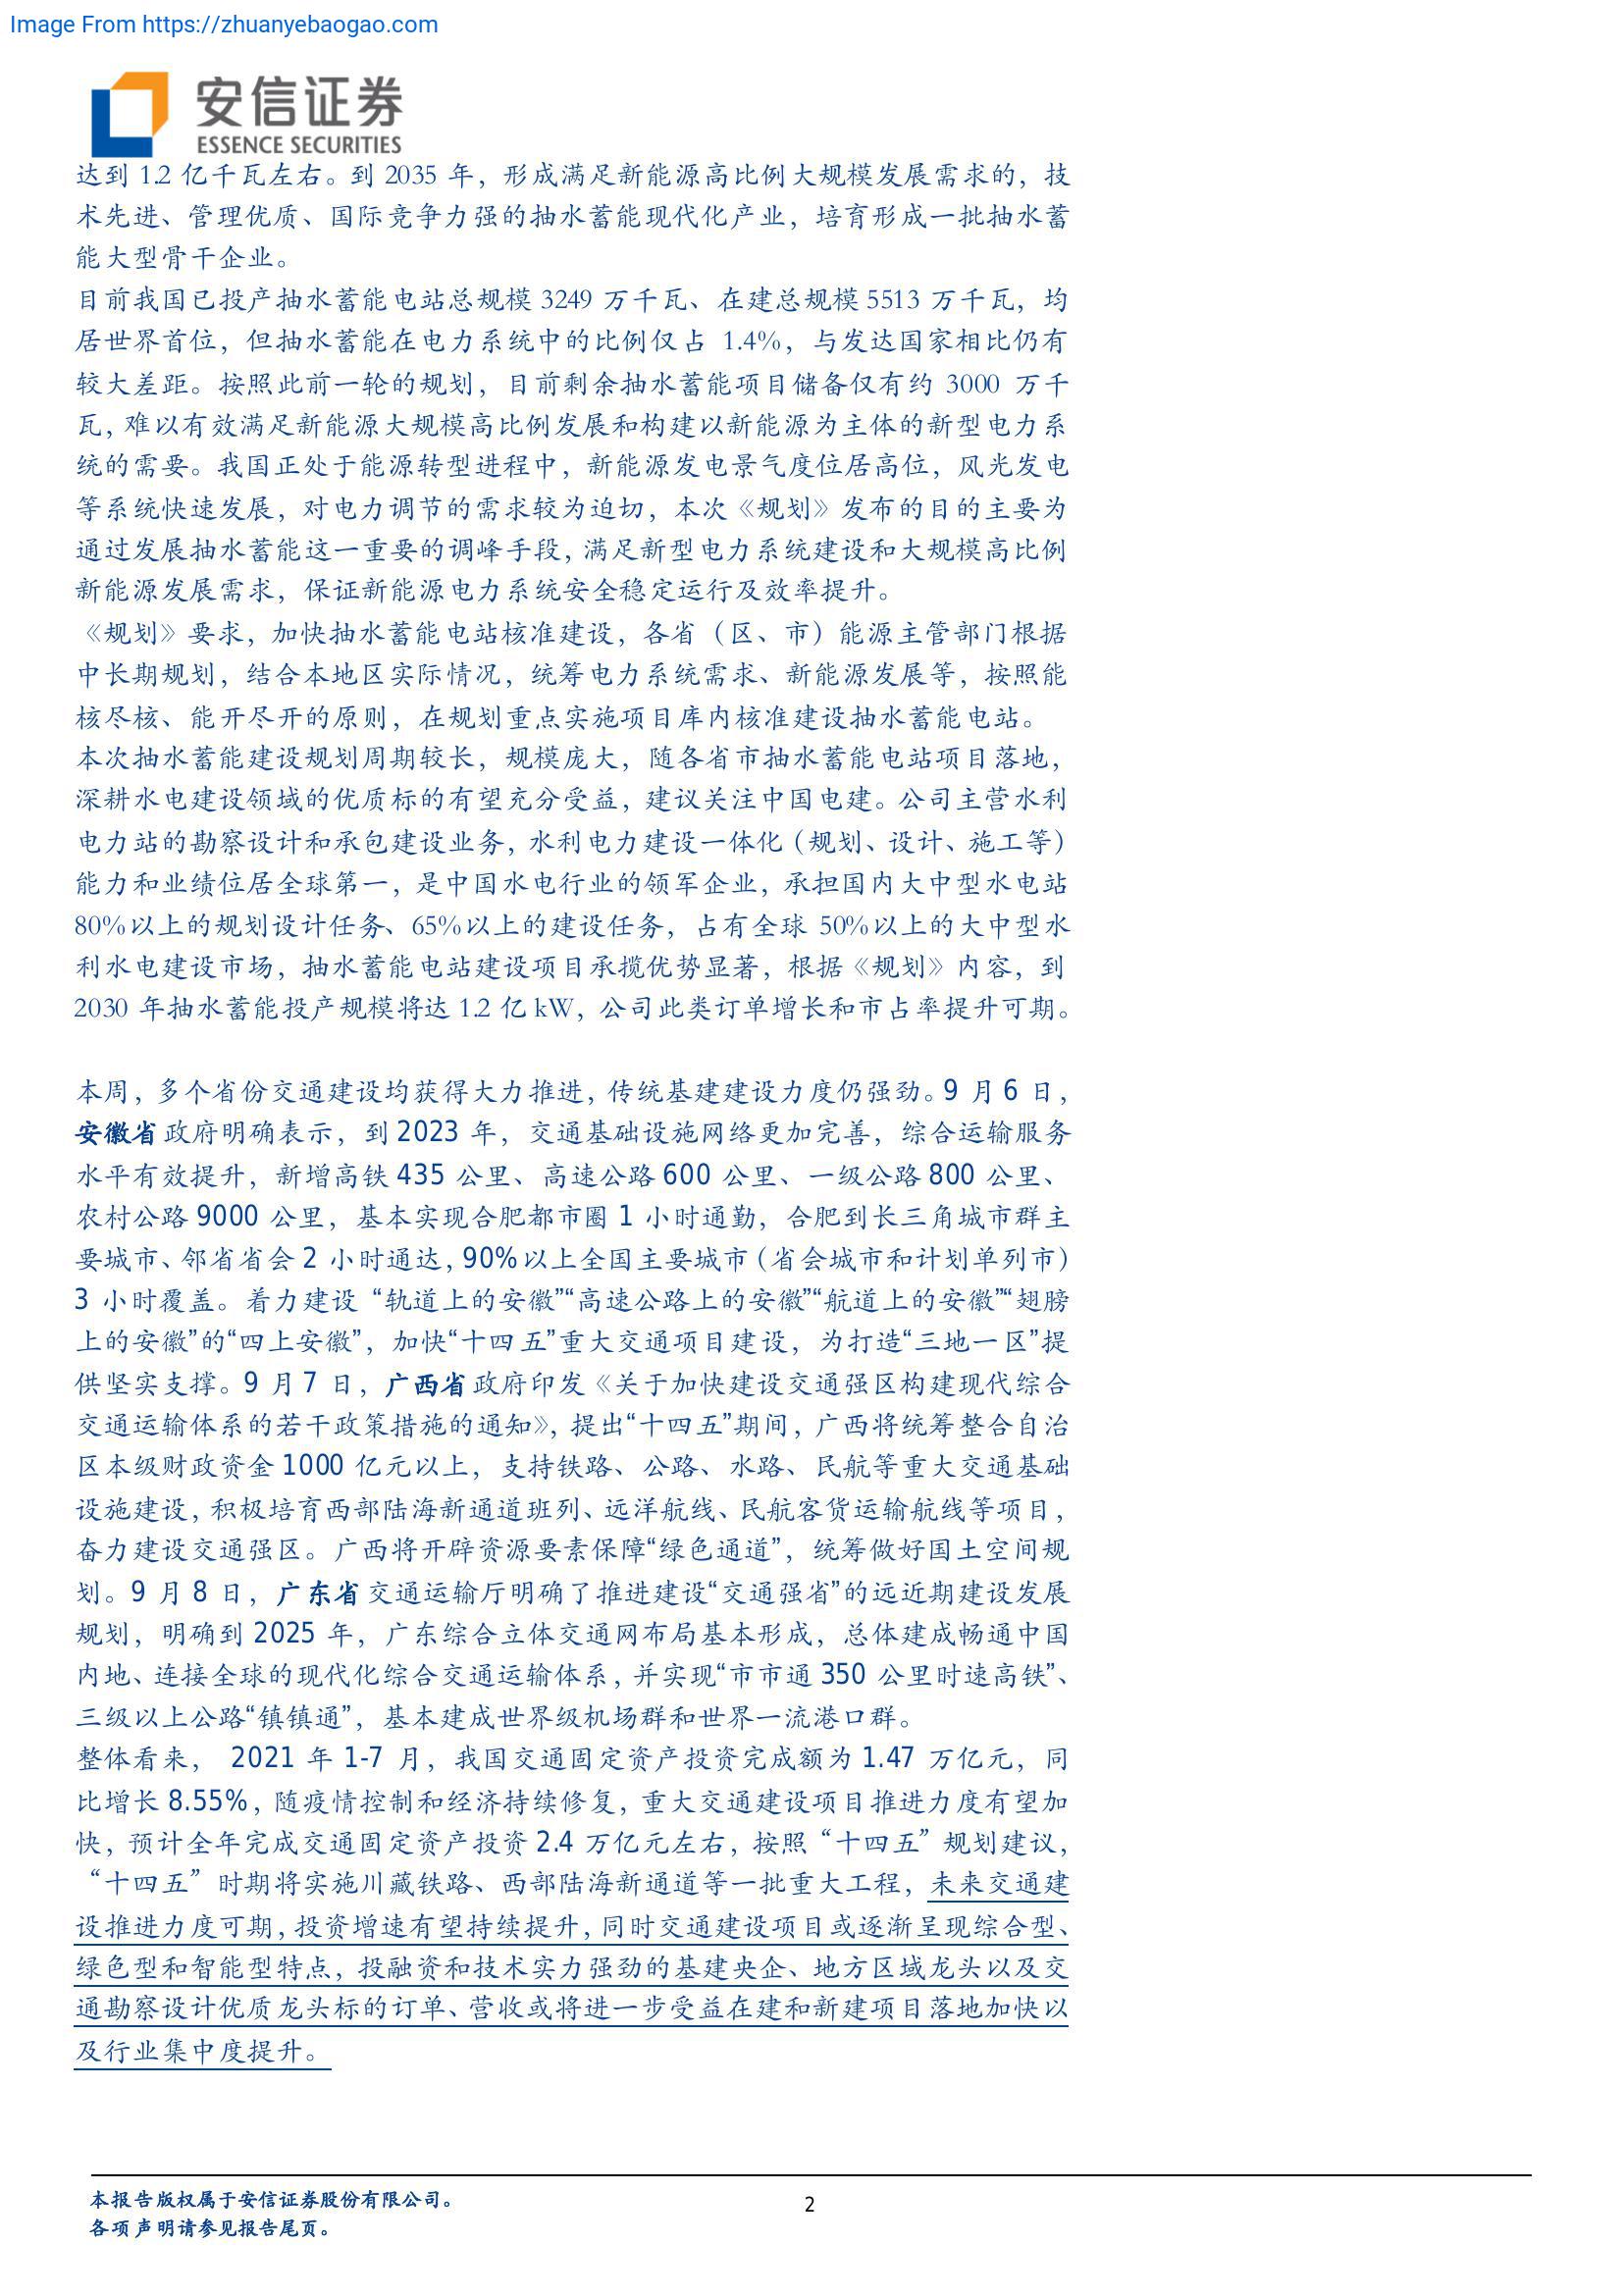 Image From https://zhuanyebaogao.com
安信证券
ESSENCE SECURITIES
达到 1.2 亿千瓦左右。到 2035 年，形成满足新能源高比例大规模发展需求的，技
术先进、管理优质、国际竞争力强的抽水蓄能现代化产业，培育形成一批抽水蓄
能大型骨干企业。
目前我国已投产抽水蓄能电站总规模 3249 万千瓦、在建总规模 5513 万千瓦，均
居世界首位，但抽水蓄能在电力系统中的比例仅占 1.4%，与发达国家相比仍有
较大差距。按照此前一轮的规划，目前剩余抽水蓄能项目储备仅有约 3000 万千
瓦，难以有效满足新能源大规模高比例发展和构建以新能源为主体的新型电力系
统的需要。我国正处于能源转型进程中，新能源发电景气度位居高位，风光发电
等系统快速发展，对电力调节的需求较为迫切，本次《规划》发布的目的主要为
通过发展抽水蓄能这一重要的调峰手段，满足新型电力系统建设和大规模高比例
新能源发展需求，保证新能源电力系统安全稳定运行及效率提升。
《规划》要求，加快抽水蓄能电站核准建设，各省（区、市）能源主管部门根据
中长期规划，结合本地区实际情况，统筹电力系统需求、新能源发展等，按照能
核尽核、能开尽开的原则，在规划重点实施项目库内核准建设抽水蓄能电站。
本次抽水蓄能建设规划周期较长，规模庞大，随各省市抽水蓄能电站项目落地，
深耕水电建设领域的优质标的有望充分受益，建议关注中国电建。公司主营水利
电力站的勘察设计和承包建设业务，水利电力建设一体化（规划、设计、施工等）
能力和业绩位居全球第一，是中国水电行业的领军企业，承担国内大中型水电站
80%以上的规划设计任务、65%以上的建设任务，占有全球 50%以上的大中型水
利水电建设市场，抽水蓄能电站建设项目承揽优势显著，根据《规划》内容，到
2030 年抽水蓄能投产规模将达 1.2 亿 kW，公司此类订单增长和市占率提升可期。
本周，多个省份交通建设均获得大力推进，传统基建建设力度仍强劲。9 月 6 日，
安徽省政府明确表示，到 2023 年，交通基础设施网络更加完善，综合运输服务
水平有效提升，新增高铁 435 公里、高速公路 600 公里、一级公路 800 公里、
农村公路 9000 公里，基本实现合肥都市圈 1 小时通勤，合肥到长三角城市群主
要城市、邻省省会 2 小时通达，90%以上全国主要城市（省会城市和计划单列市）
3 小时覆盖。着力建设 “轨道上的安徽”“高速公路上的安徽”“航道上的安徽”“翅膀
上的安徽”的“四上安徽”，加快“十四五”重大交通项目建设，为打造“三地一区”提
供坚实支撑。9 月 7 日，广西省政府印发《关于加快建设交通强区构建现代综合
交通运输体系的若干政策措施的通知》，提出“十四五”期间，广西将统筹整合自治
区本级财政资金 1000 亿元以上，支持铁路、公路、水路、民航等重大交通基础
设施建设，积极培育西部陆海新通道班列、远洋航线、民航客货运输航线等项目，
奋力建设交通强区。广西将开辟资源要素保障“绿色通道”，统筹做好国土空间规
划。9 月 8 日，广东省交通运输厅明确了推进建设“交通强省”的远近期建设发展
规划，明确到 2025 年，广东综合立体交通网布局基本形成，总体建成畅通中国
内地、连接全球的现代化综合交通运输体系，并实现“市市通 350 公里时速高铁”、
三级以上公路“镇镇通”，基本建成世界级机场群和世界一流港口群。
整体看来， 2021 年 1-7 月，我国交通固定资产投资完成额为 1.47 万亿元，同
比增长 8.55%，随疫情控制和经济持续修复，重大交通建设项目推进力度有望加
快，预计全年完成交通固定资产投资 2.4 万亿元左右，按照“十四五”规划建议，
“十四五”时期将实施川藏铁路、西部陆海新通道等一批重大工程，未来交通建
设推进力度可期，投资增速有望持续提升，同时交通建设项目或逐渐呈现综合型、
绿色型和智能型特点，投融资和技术实力强劲的基建央企、地方区域龙头以及交
通勘察设计优质龙头标的订单、营收或将进一步受益在建和新建项目落地加快以
及行业集中度提升。
本报告版权属于安信证券股份有限公司。
各项声明请参见报告尾页。
2